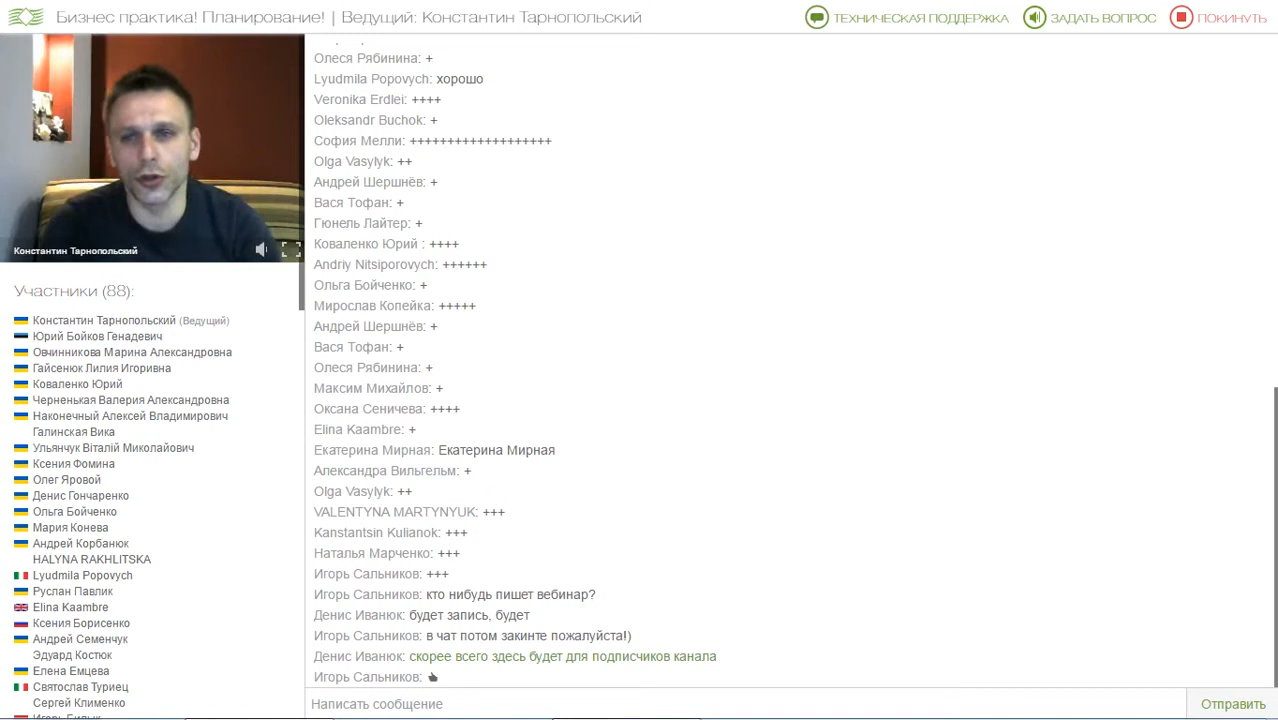 Бизнес практика! Планирование! | Ведущий: Константин Тарнопольский
ТЕХНИЧЕСКАЯ ПОДДЕРЖКА
ЗАДАТЬ ВОПРОС
ПОКИНУТЬ
Константин Тарнопольский
Участники (88):
Константин Тарнопольский (Ведущий)
Юрий Бойков Генадевич
Овчинникова Марина Александровна
Гайсенюк Лилия Игоривна
Коваленко Юрий
Черненькая Валерия Александровна
Наконечный Алексей Владимирович
Галинская Вика
Ульянчук Віталій Миколайович
Ксения Фомина
Олег Яровой
Денис Гончаренко
Ольга Бойченко
Мария Конева
Андрей Корбанюк
HALYNA RAKHLITSKA
Lyudmila Popovych
Руслан Павлик
Elina Kaambre
Ксения Борисенко
Андрей Семенчук
Эдуард Костюк
Елена Емцева
Святослав Туриец
Сергей Клименко
Игорь Билык
Олеся Рябинина: +
Lyudmila Popovych: хорошо
Veronika Erdlei: ++++
Oleksandr Buchok: +
София Мелли: +++++++++++++++++++
Olga Vasylyk: ++
Андрей Шершнёв: +
Вася Тофан: +
Гюнель Лайтер: +
Коваленко Юрий : ++++
Andriy Nitsiporovych: ++++++
Ольга Бойченко: +
Мирослав Копейка: +++++
Андрей Шершнёв: +
Вася Тофан: +
Олеся Рябинина: +
Максим Михайлов: +
Оксана Сеничева: ++++
Elina Kaambre: +
Екатерина Мирная: Екатерина Мирная
Александра Вильгельм: +
Olga Vasylyk: ++
VALENTYNA MARTYNYUK: +++
Kanstantsin Kulianok: +++
Наталья Марченко: +++
Игорь Сальников: +++
Игорь Сальников: кто нибудь пишет вебинар?
Денис Иванюк: будет запись, будет
Игорь Сальников: в чат потом закинте пожалуйста!)
Денис Иванюк: скорее всего здесь будет для подписчиков канала
Игорь Сальников:
Написать сообщение
Отправить